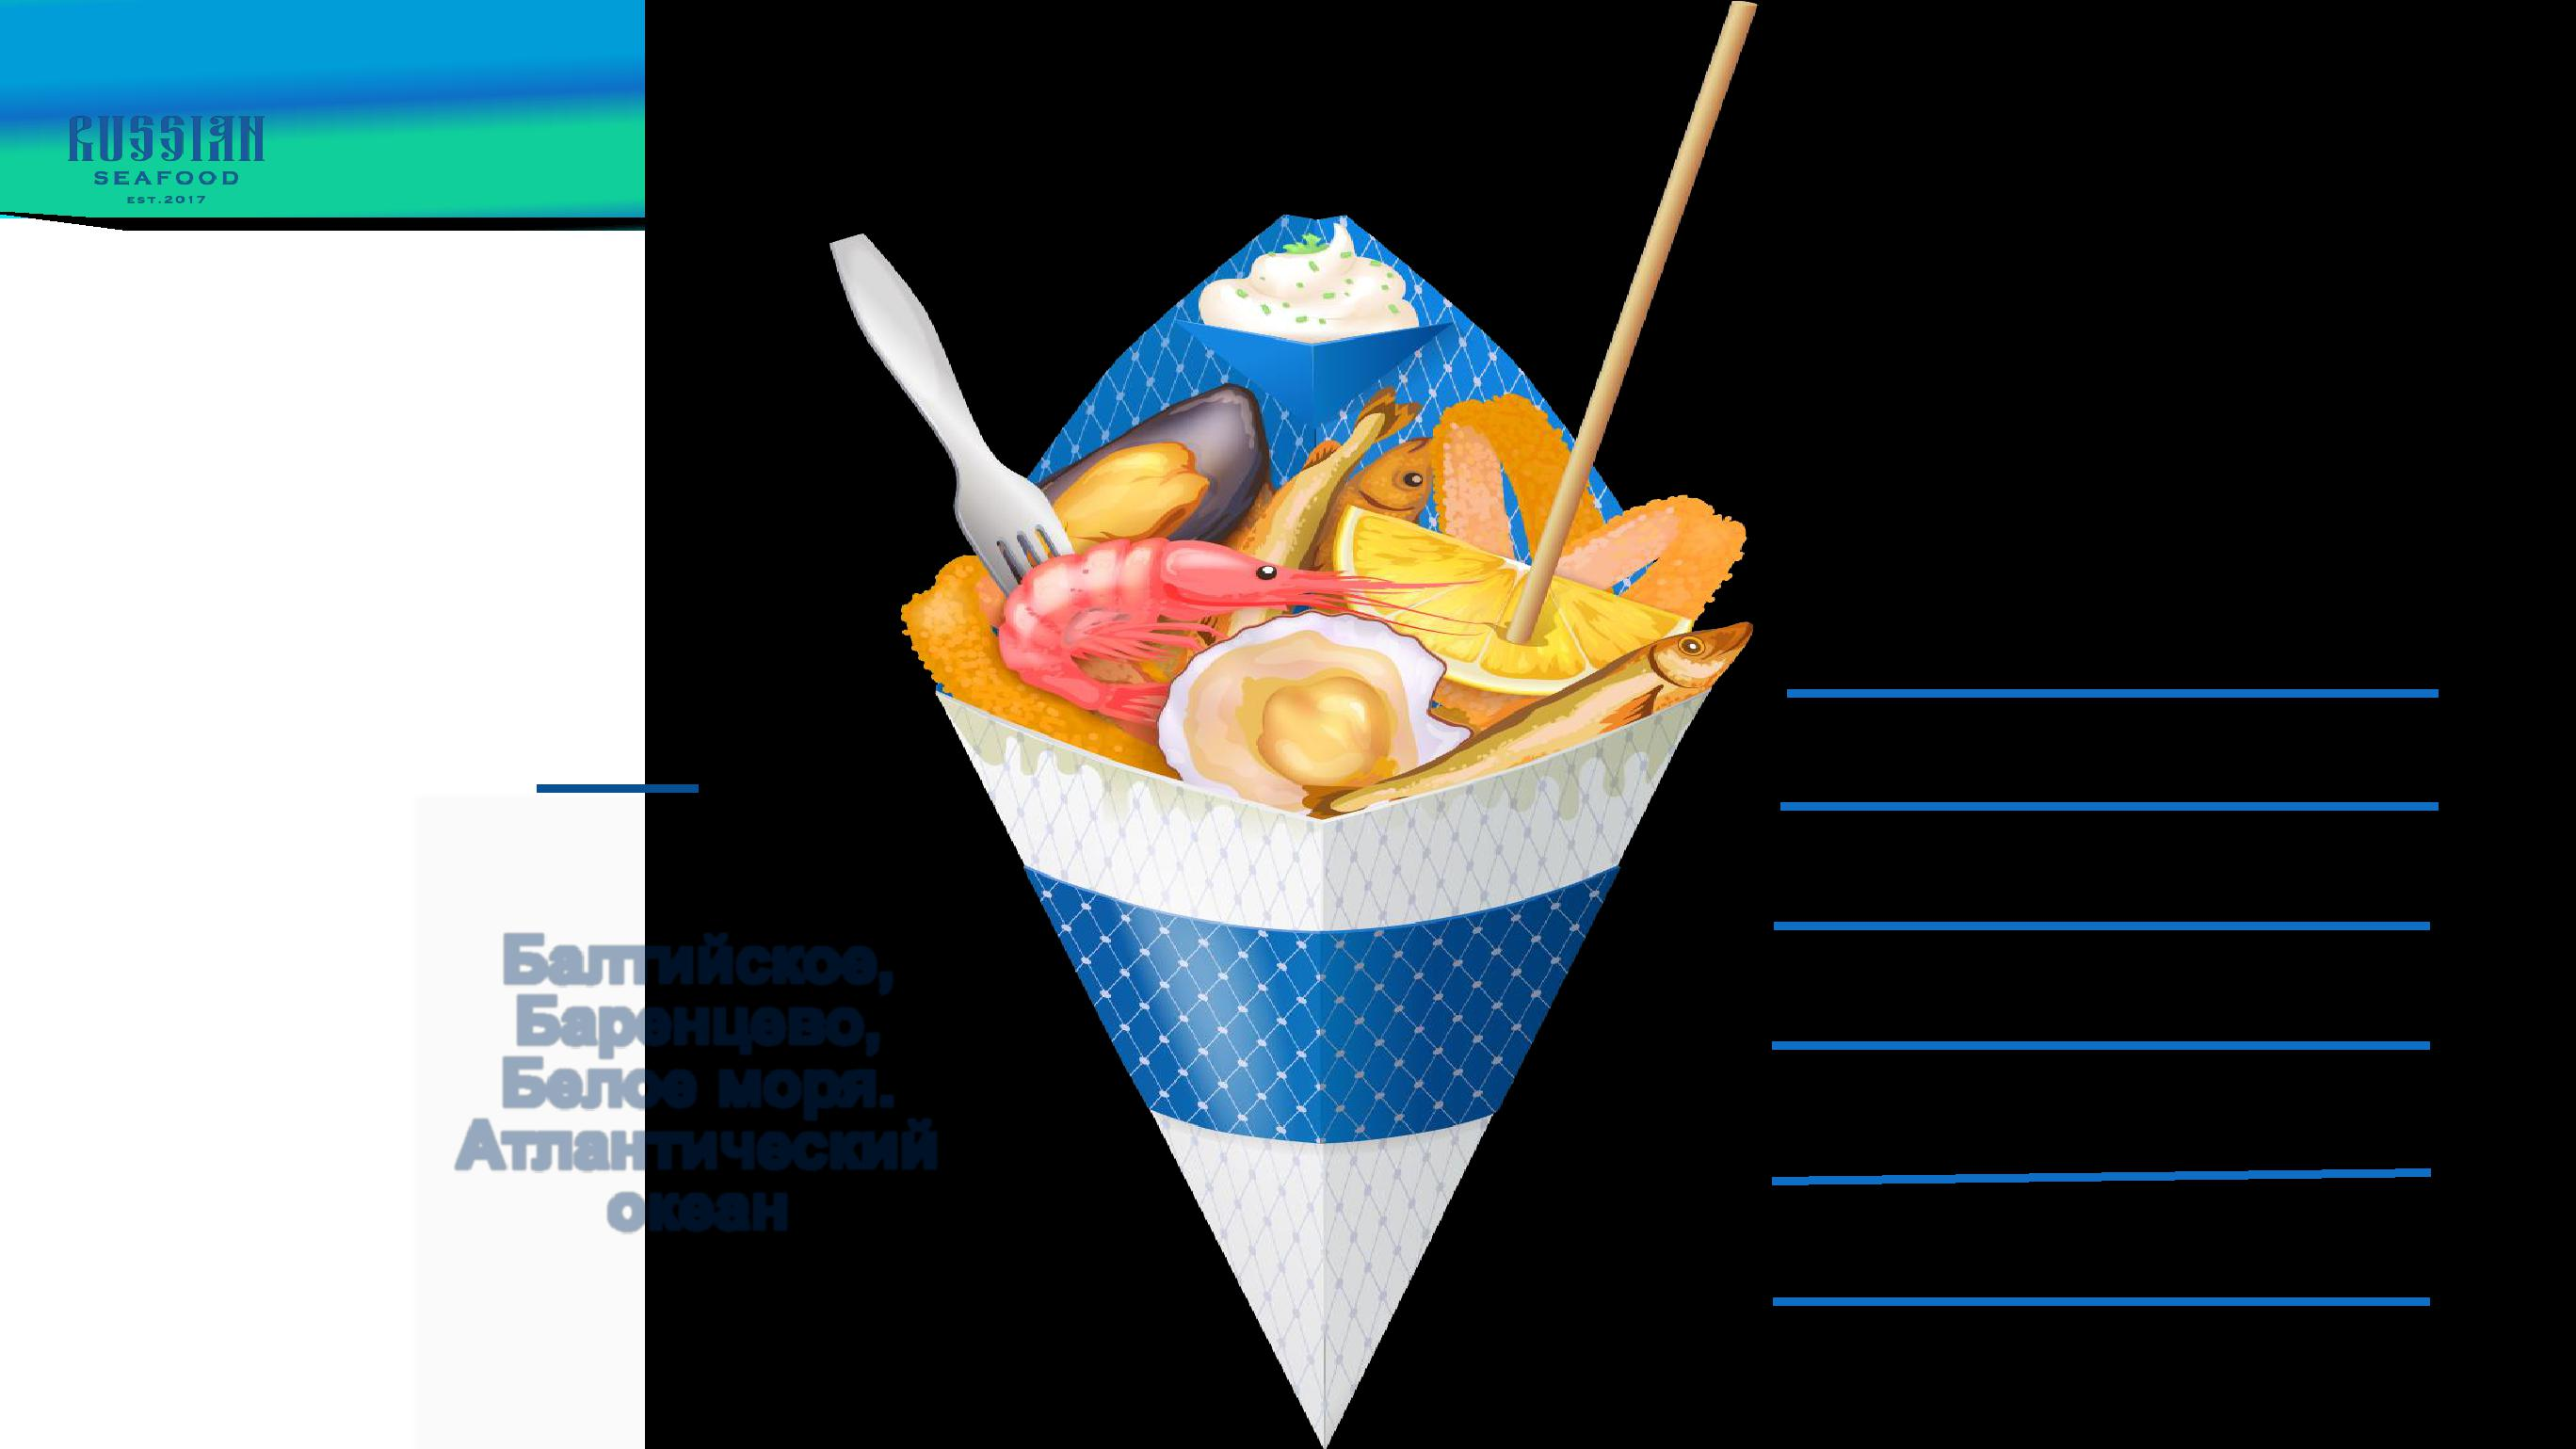 RUSSIAN
SEAFOOD
EST.2017
Балтийское,
Баренцево,
Белое моря.
Атлантический
океан